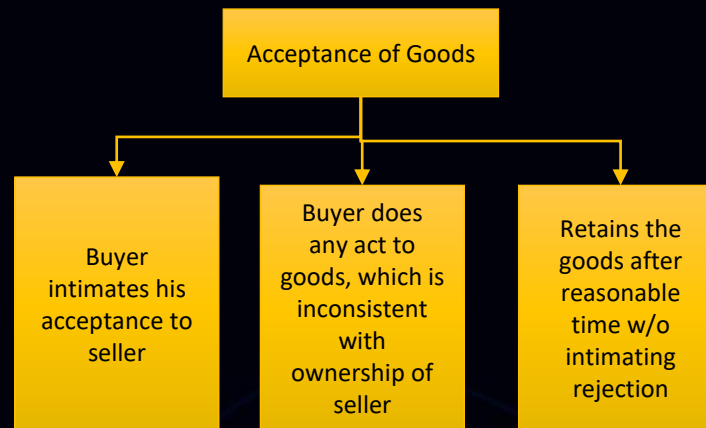 Acceptance of Goods
Buyer
intimates his
acceptance to
seller
Buyer does
any act to
goods, which is
inconsistent
with
ownership of
seller
Retains the
goods after
reasonable
time w/o
intimating
rejection